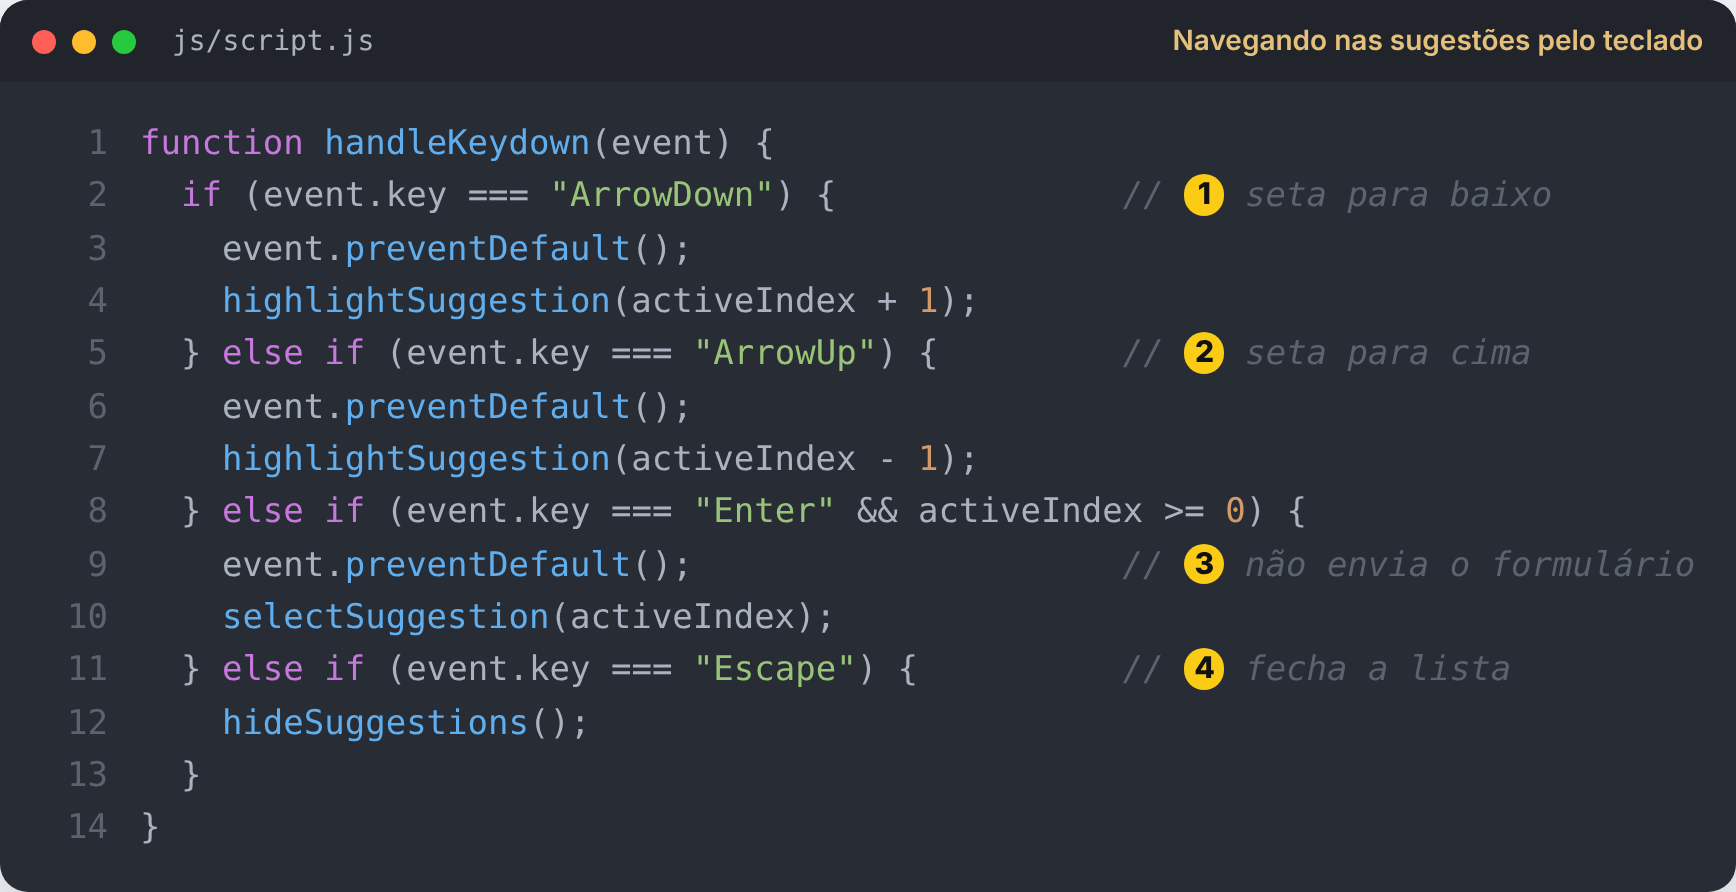 js/script.js
Navegando nas sugestões pelo teclado
1 function handleKeydown(event) {
2   if (event.key === "ArrowDown") {              // 1 seta para baixo
3     event.preventDefault();
4     highlightSuggestion(activeIndex + 1);
5   } else if (event.key === "ArrowUp") {         // 2 seta para cima
6     event.preventDefault();
7     highlightSuggestion(activeIndex - 1);
8   } else if (event.key === "Enter" && activeIndex >= 0) {
9     event.preventDefault();                     // 3 não envia o formulário
10     selectSuggestion(activeIndex);
11   } else if (event.key === "Escape") {          // 4 fecha a lista
12     hideSuggestions();
13   }
14 }